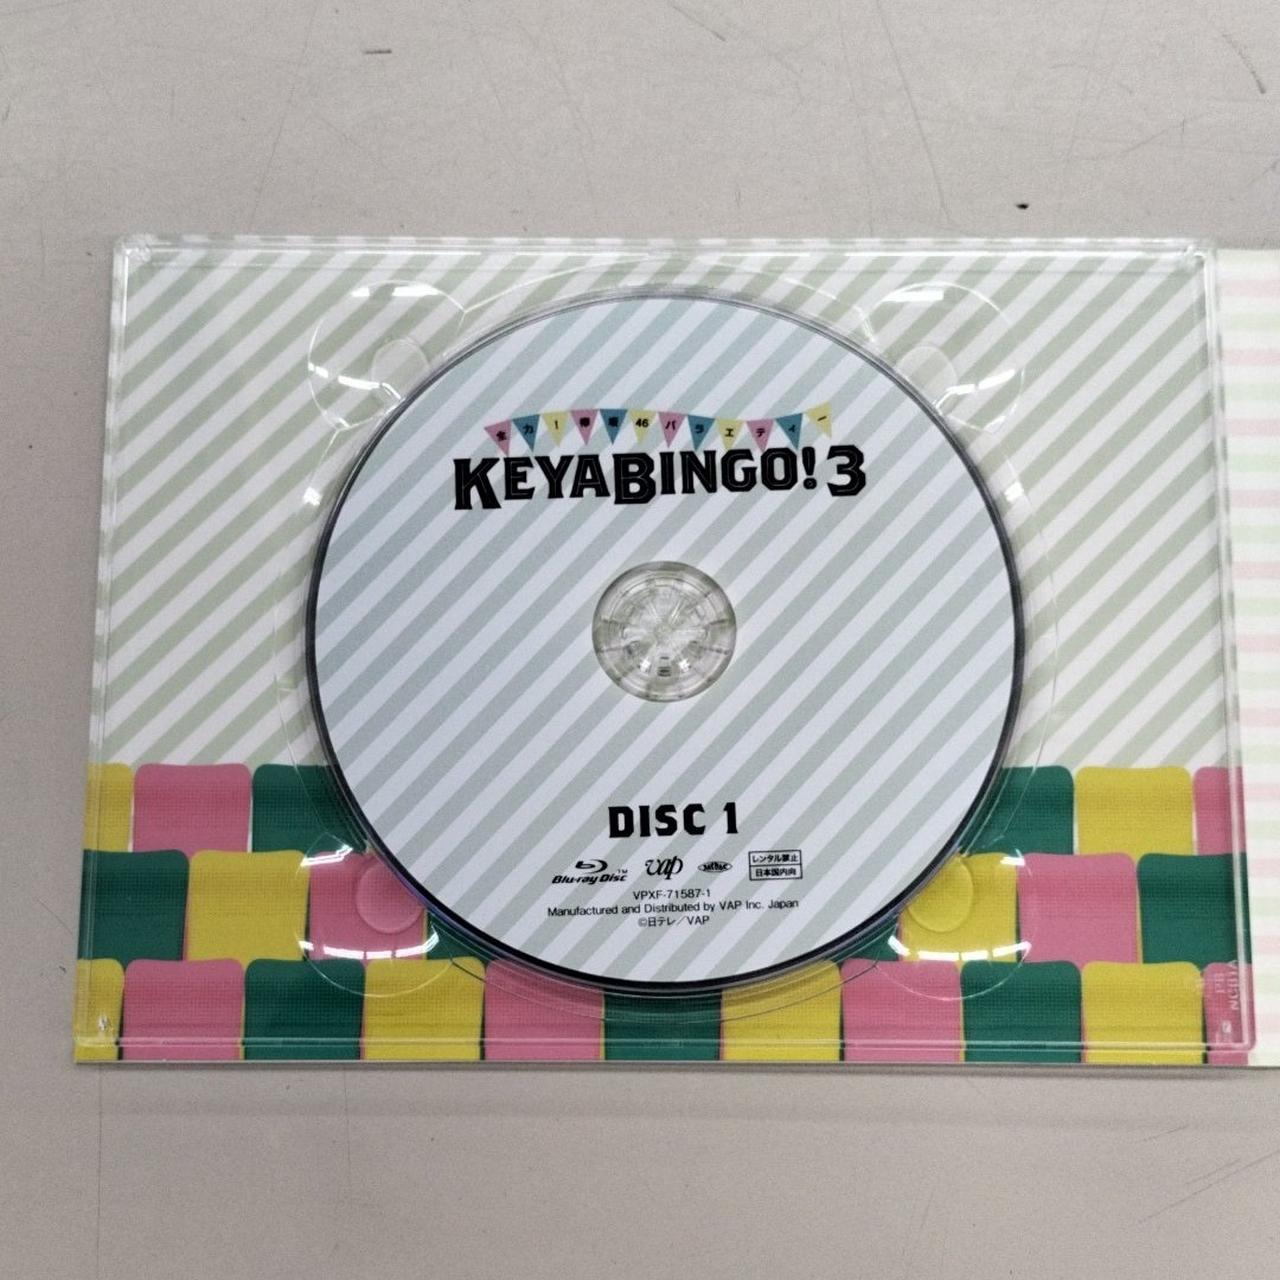 全力!欅坂46バラエティー
KEYABINGO!3
DISC 1
Blu-ray Disc™ vap レンタル禁止
日本国内向
VPXF-71587-1
Manufactured and Distributed by VAP Inc. Japan
©日テレ/VAP